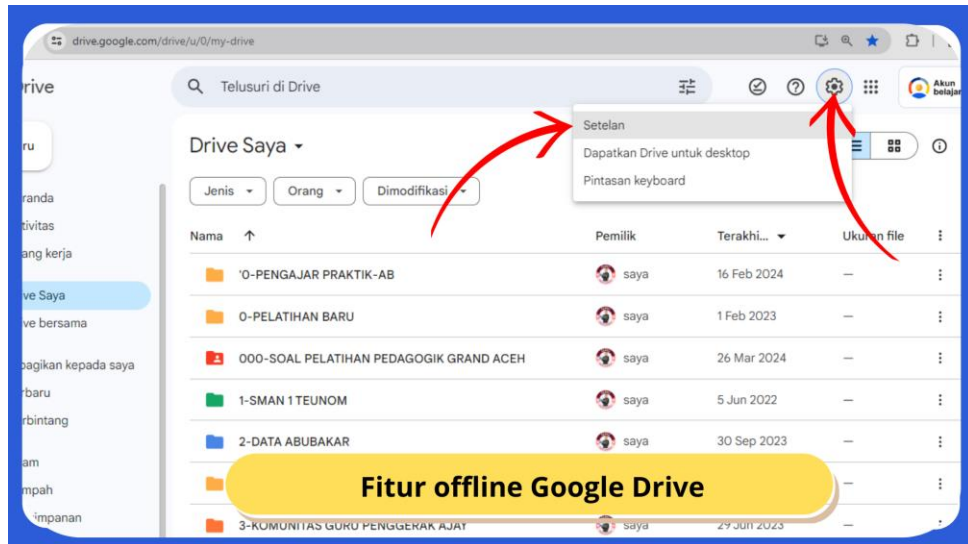 drive.google.com/drive/u/0/my-drive
rive
Telusuri di Drive
Akun
belajar
Setelan
Dapatkan Drive untuk desktop
Pintasan keyboard
ru
Drive Saya
Jenis
Orang
Dimodifikasi
randa
tivitas
ang kerja
ve Saya
ve bersama
bagikan kepada saya
rbaru
rbintang
am
mpah
impanan
Nama
Pemilik
Terakhi...
Ukuran file
'0-PENGAJAR PRAKTIK-AB saya 16 Feb 2024 —
0-PELATIHAN BARU saya 1 Feb 2023 —
000-SOAL PELATIHAN PEDAGOGIK GRAND ACEH saya 26 Mar 2024 —
1-SMAN 1 TEUNOM saya 5 Jun 2022 —
2-DATA ABUBAKAR saya 30 Sep 2023 —
Fitur offline Google Drive
3-KOMUNITAS GURU PENGGERAK AJAY saya 29 Jun 2023 —